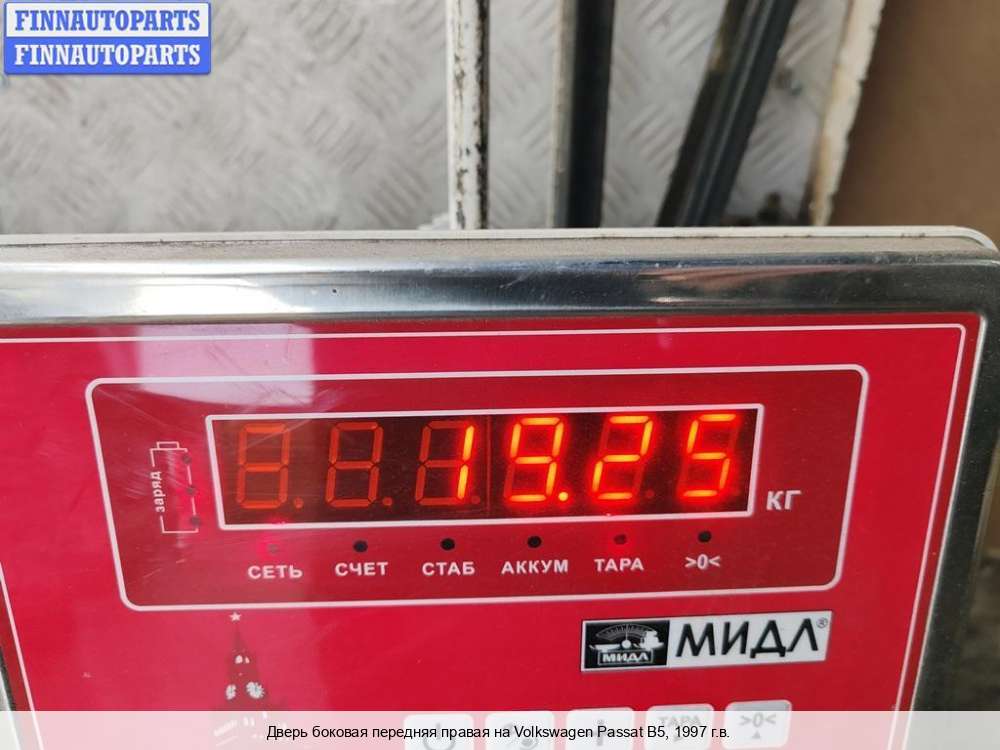 FINNAUTOPARTS
FINNAUTOPARTS
заряд
19.25
КГ
СЕТЬ СЧЕТ СТАБ АККУМ ТАРА >0<
МИДЛ МИДЛ®
ТАРА >0<
Дверь боковая передняя правая на Volkswagen Passat B5, 1997 г.в.